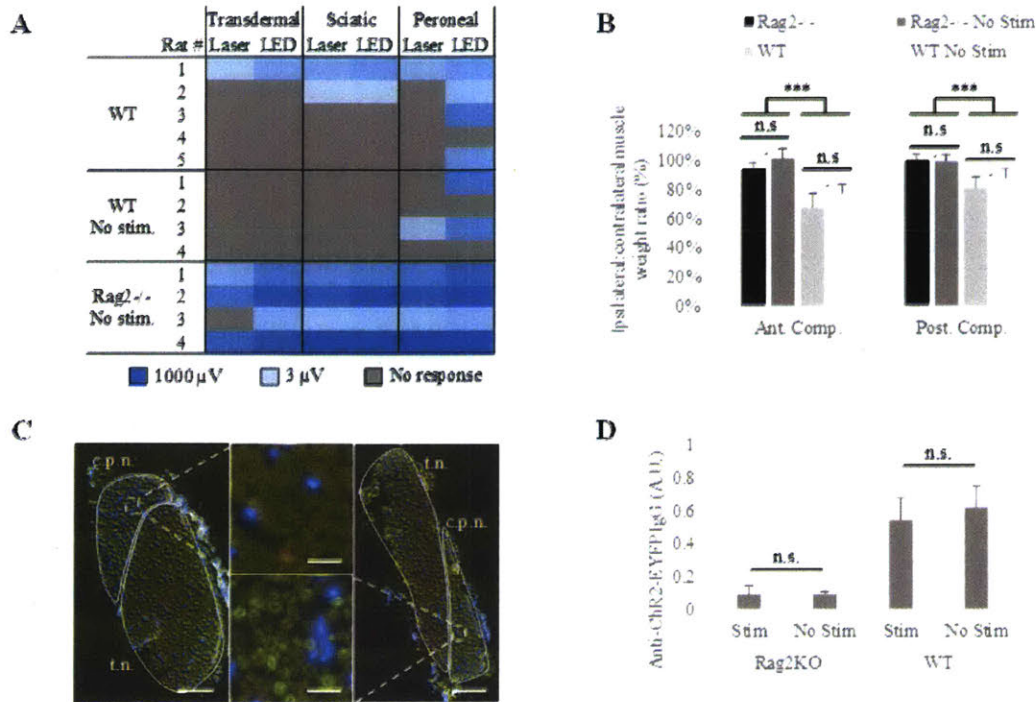 A
Transdermal Sciatic Peroneal
Rat # Laser LED Laser LED Laser LED
WT
1
2
3
4
5
WT
No stim.
1
2
3
4
Rag2-/-
No stim.
1
2
3
4
1000 µV 3 µV No response
B
Rag2-/- Rag2-/- No Stim
WT WT No Stim
Ipsilateral:contralateral muscle
weight ratio (%)
120%
100%
80%
60%
40%
20%
0%
*** ***
n.s n.s
n.s n.s
Ant. Comp. Post. Comp.
C
c.p.n.
t.n.
t.n.
c.p.n.
D
Anti-ChR2-EYFP IgG (A.U.)
1
0.8
0.6
0.4
0.2
0
n.s.
n.s.
Stim No Stim Stim No Stim
Rag2KO WT